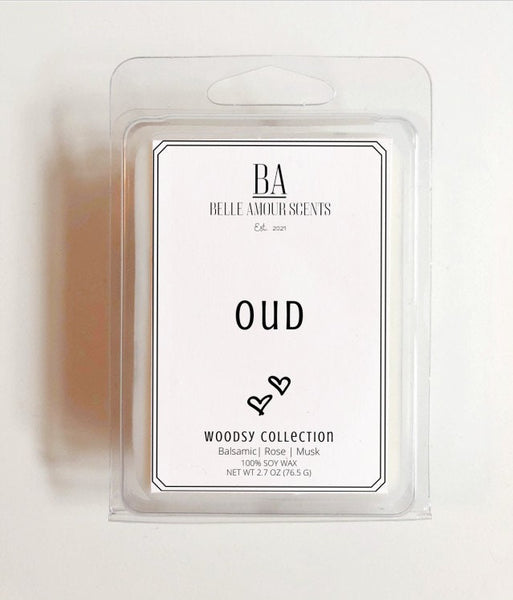 BA
BELLE AMOUR SCENTS
Est. 2021
OUD
WOODSY COLLECTION
Balsamic| Rose | Musk
100% SOY WAX
NET WT 2.7 OZ (76.5 G)